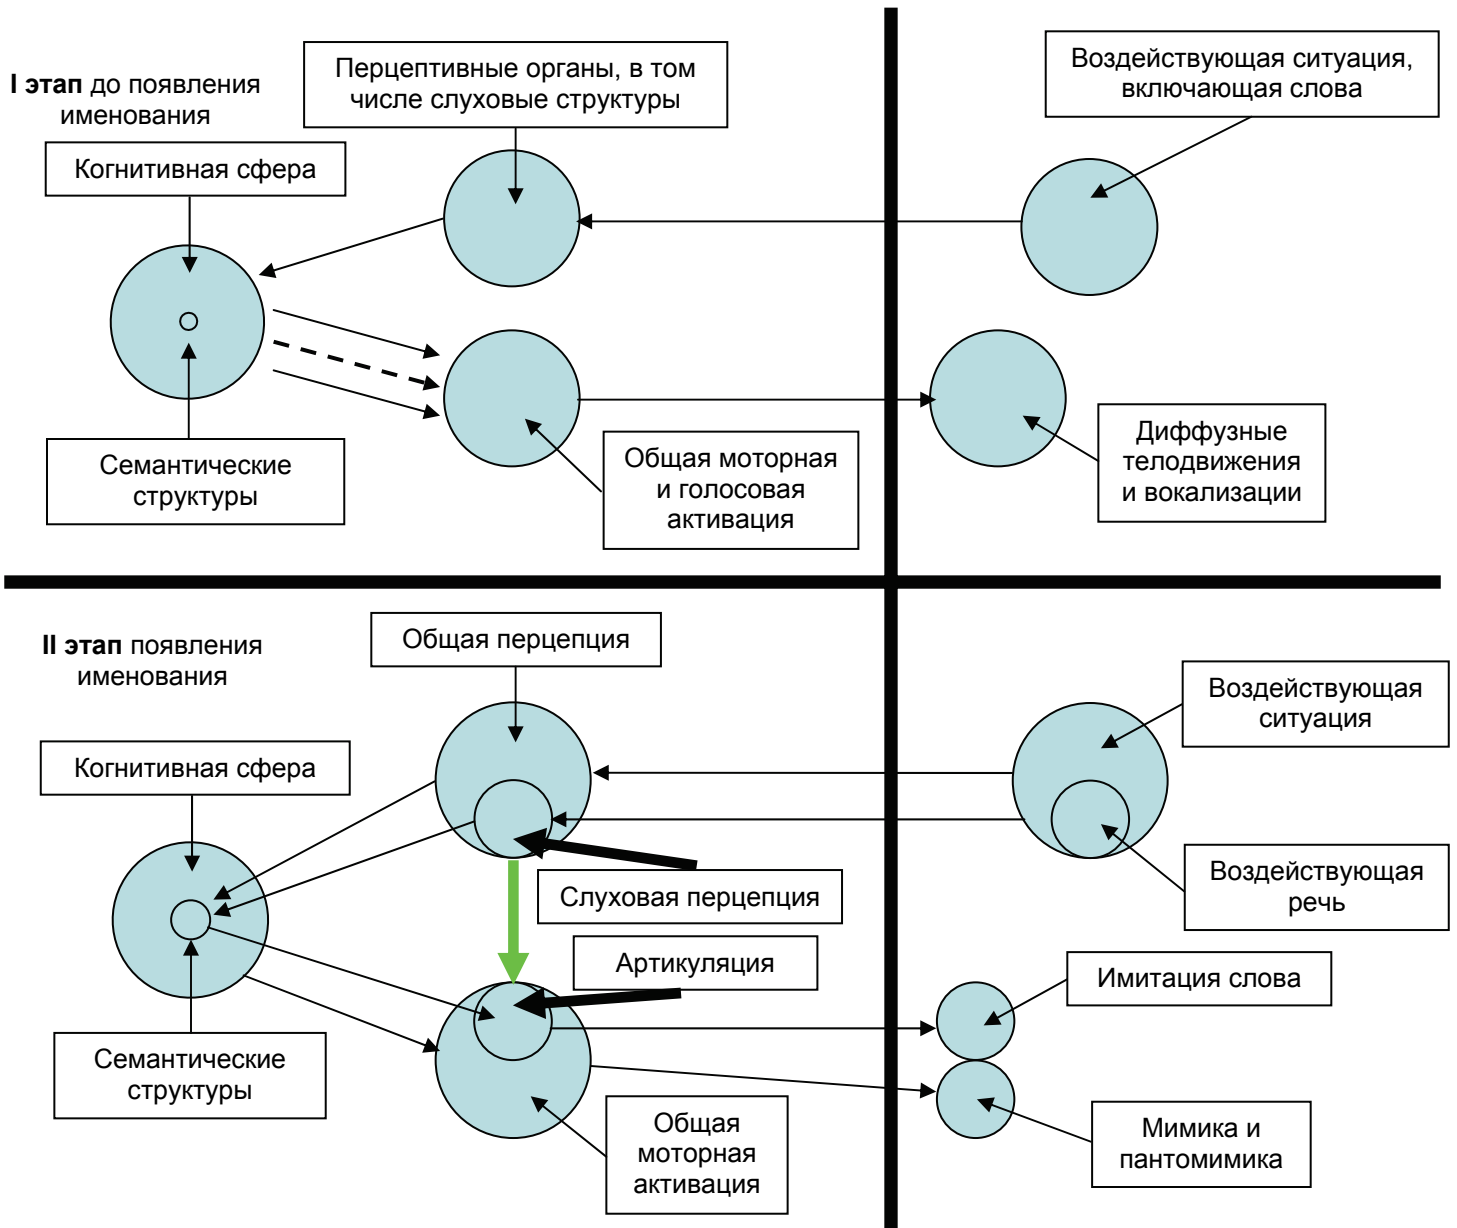 I этап до появления
именования
Перцептивные органы, в том
числе слуховые структуры
Воздействующая ситуация,
включающая слова
Когнитивная сфера
Семантические
структуры
Общая моторная
и голосовая
активация
Диффузные
телодвижения
и вокализации
II этап появления
именования
Общая перцепция
Воздействующая
ситуация
Когнитивная сфера
Слуховая перцепция
Воздействующая
речь
Артикуляция
Имитация слова
Семантические
структуры
Общая
моторная
активация
Мимика и
пантомимика